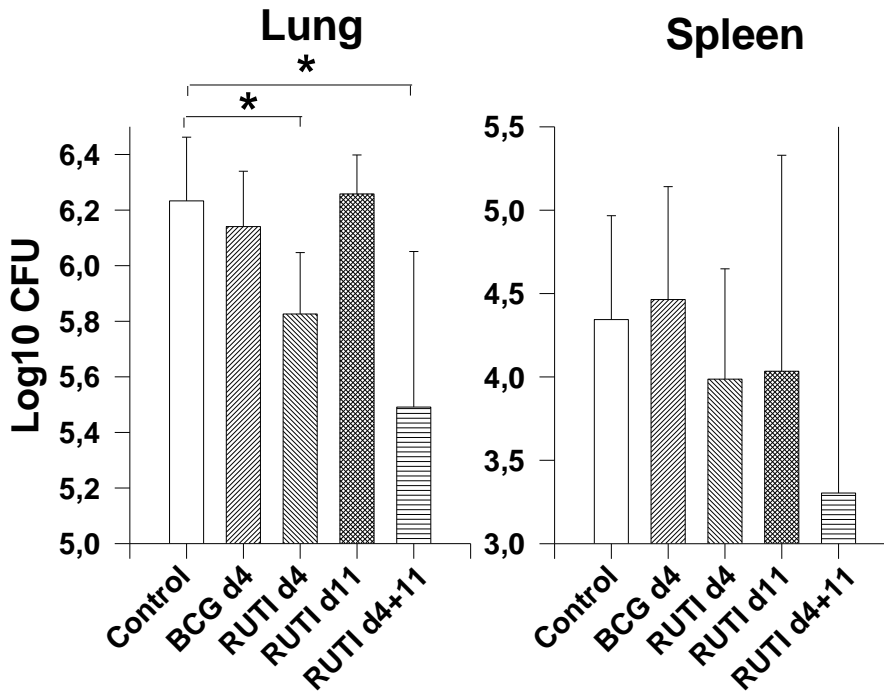 Lung
*
*
6,4
6,2
6,0
5,8
5,6
5,4
5,2
5,0
Log10 CFU
Control
BCG d4
RUTI d4
RUTI d11
RUTI d4+11
Spleen
5,5
5,0
4,5
4,0
3,5
3,0
Control
BCG d4
RUTI d4
RUTI d11
RUTI d4+11